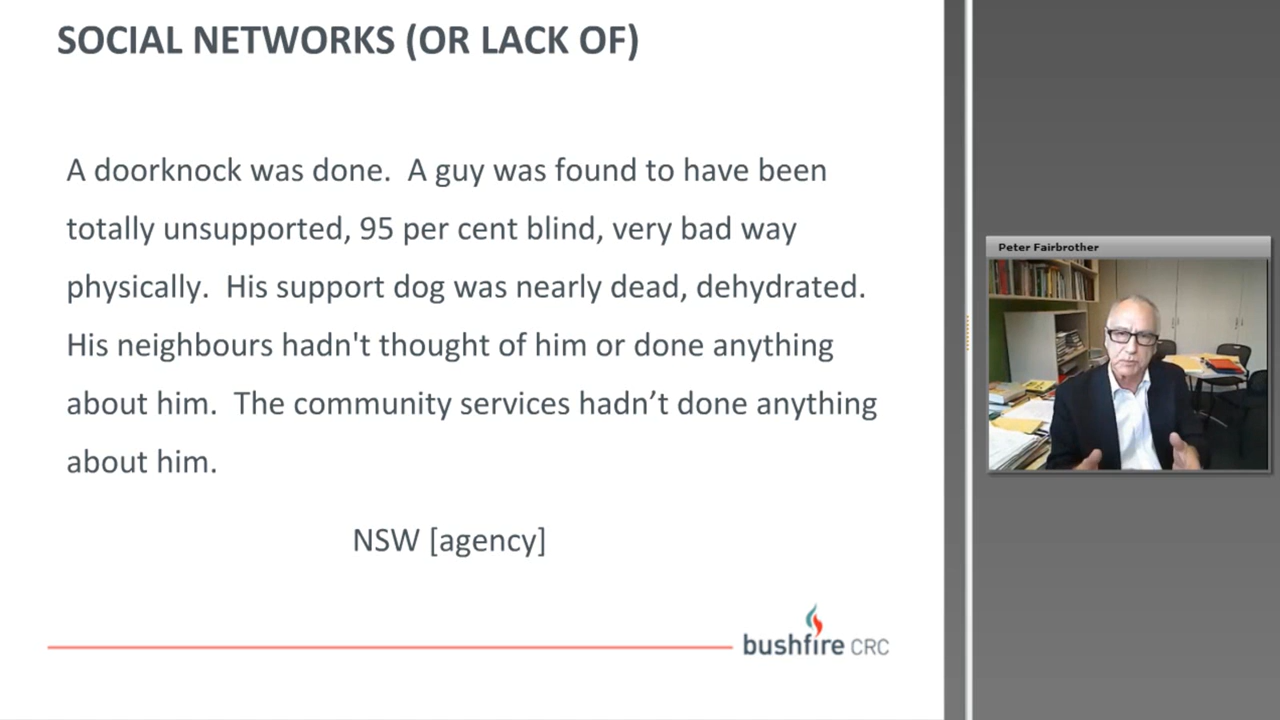 SOCIAL NETWORKS (OR LACK OF)
A doorknock was done.  A guy was found to have been
totally unsupported, 95 per cent blind, very bad way
physically.  His support dog was nearly dead, dehydrated.
His neighbours hadn't thought of him or done anything
about him.  The community services hadn’t done anything
about him.
NSW [agency]
bushfire CRC
Peter Fairbrother